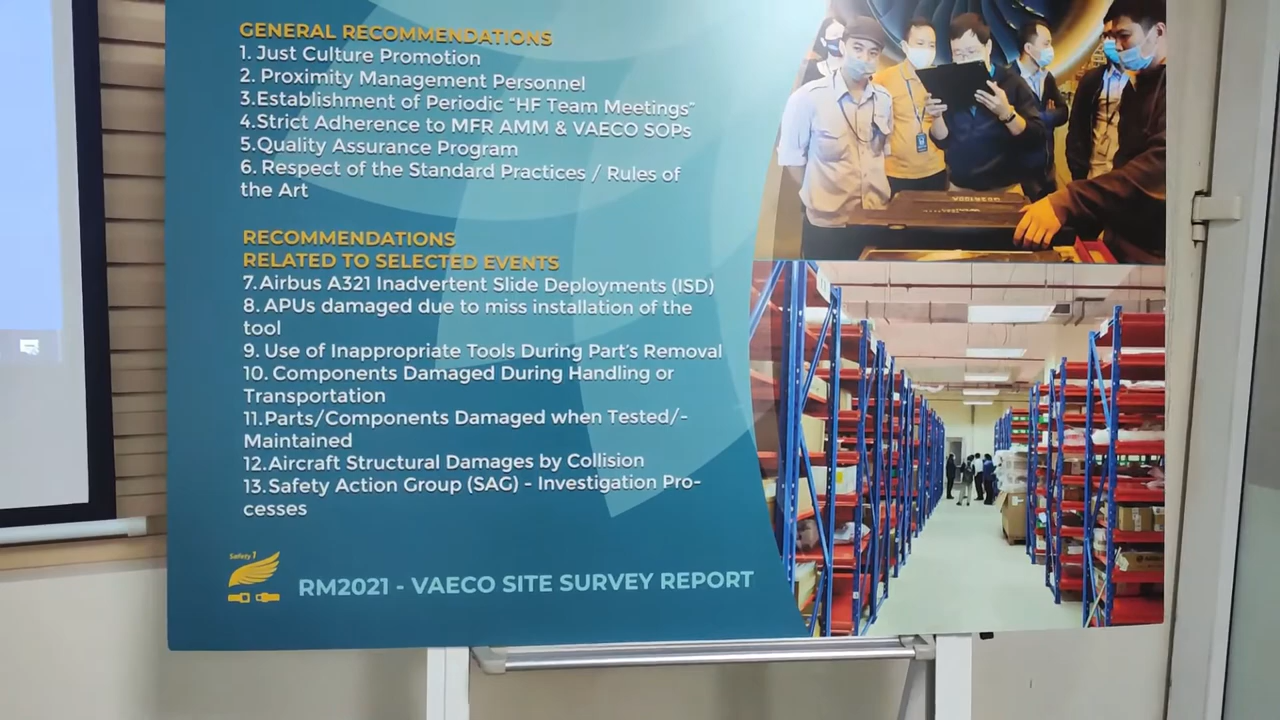 GENERAL RECOMMENDATIONS
1. Just Culture Promotion
2. Proximity Management Personnel
3.Establishment of Periodic "HF Team Meetings"
4.Strict Adherence to MFR AMM & VAECO SOPs
5.Quality Assurance Program
6. Respect of the Standard Practices / Rules of
the Art
RECOMMENDATIONS
RELATED TO SELECTED EVENTS
7.Airbus A321 Inadvertent Slide Deployments (ISD)
8. APUs damaged due to miss installation of the
tool
9. Use of Inappropriate Tools During Part's Removal
10. Components Damaged During Handling or
Transportation
11.Parts/Components Damaged when Tested/-
Maintained
12.Aircraft Structural Damages by Collision
13.Safety Action Group (SAG) - Investigation Pro-
cesses
Safety 1
RM2021 - VAECO SITE SURVEY REPORT